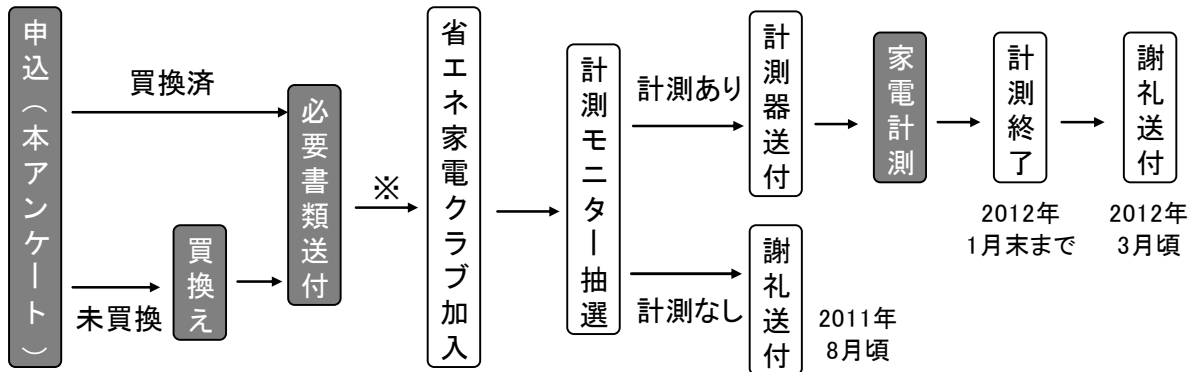 申込（本アンケート）
買換済
未買換
買換え
必要書類送付
※
省エネ家電クラブ加入
計測モニター抽選
計測あり
計測なし
計測器送付
家電計測
計測終了
2012年
1月末まで
謝礼送付
2012年
3月頃
謝礼送付
2011年
8月頃